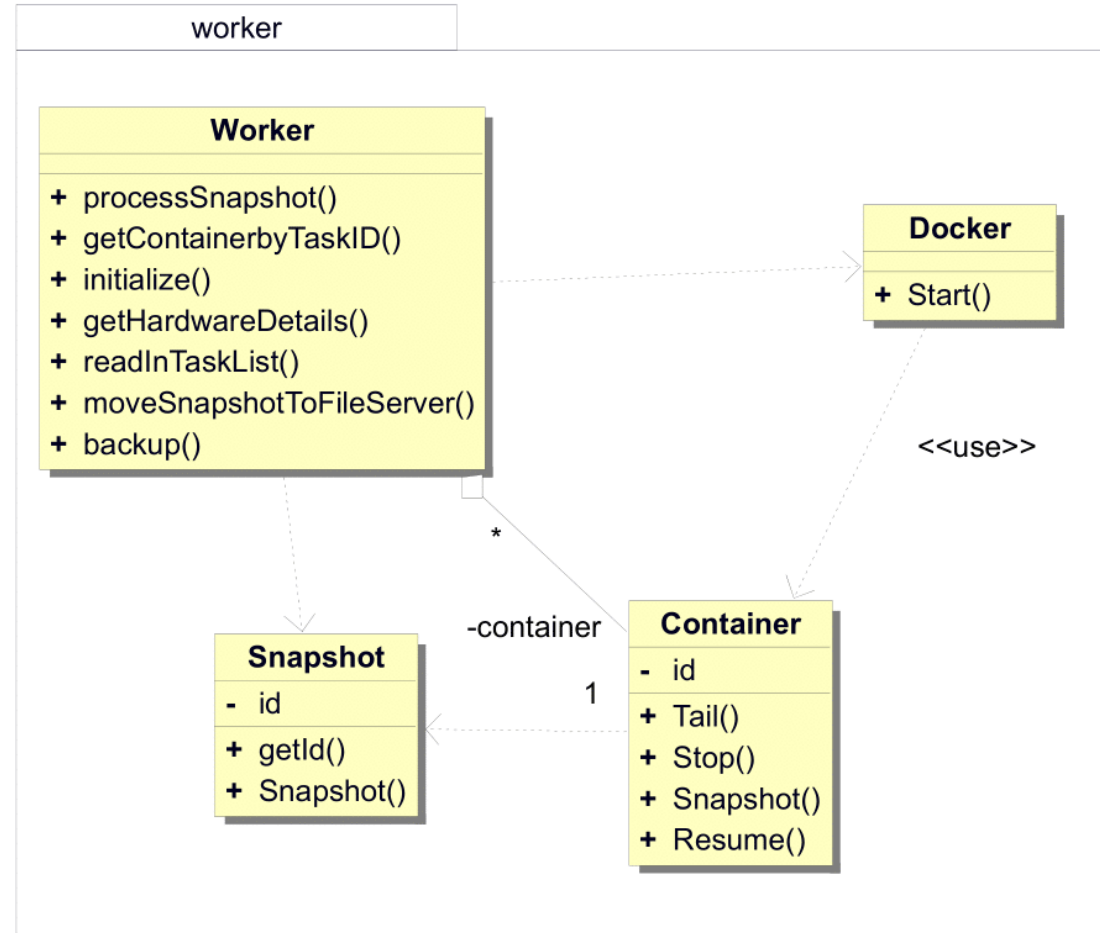 worker
Worker
+ processSnapshot()
+ getContainerbyTaskID()
+ initialize()
+ getHardwareDetails()
+ readInTaskList()
+ moveSnapshotToFileServer()
+ backup()
Docker
+ Start()
<<use>>
*
-container
1
Snapshot
- id
+ getId()
+ Snapshot()
Container
- id
+ Tail()
+ Stop()
+ Snapshot()
+ Resume()